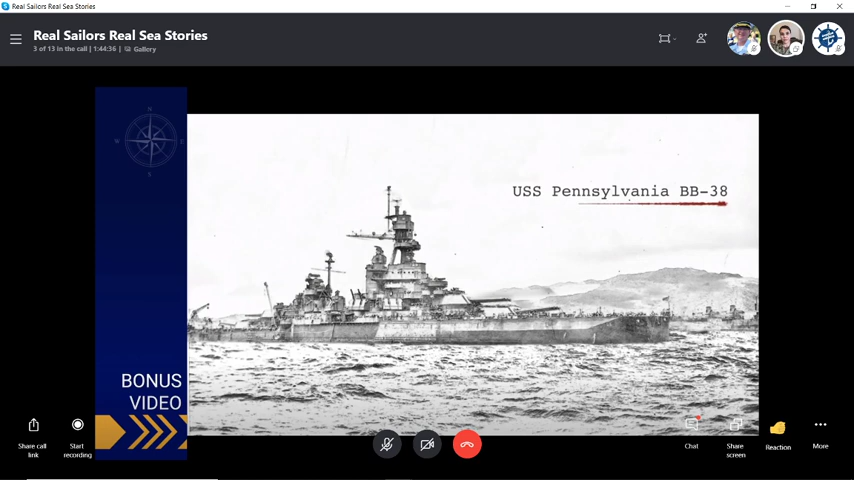 Real Sailors Real Sea Stories
Real Sailors Real Sea Stories
3 of 13 in the call | 1:44:36 | Gallery
N
W E
S
USS Pennsylvania BB-38
BONUS
VIDEO
Share call
link
Start
recording
Chat
Share
screen
Reaction
More